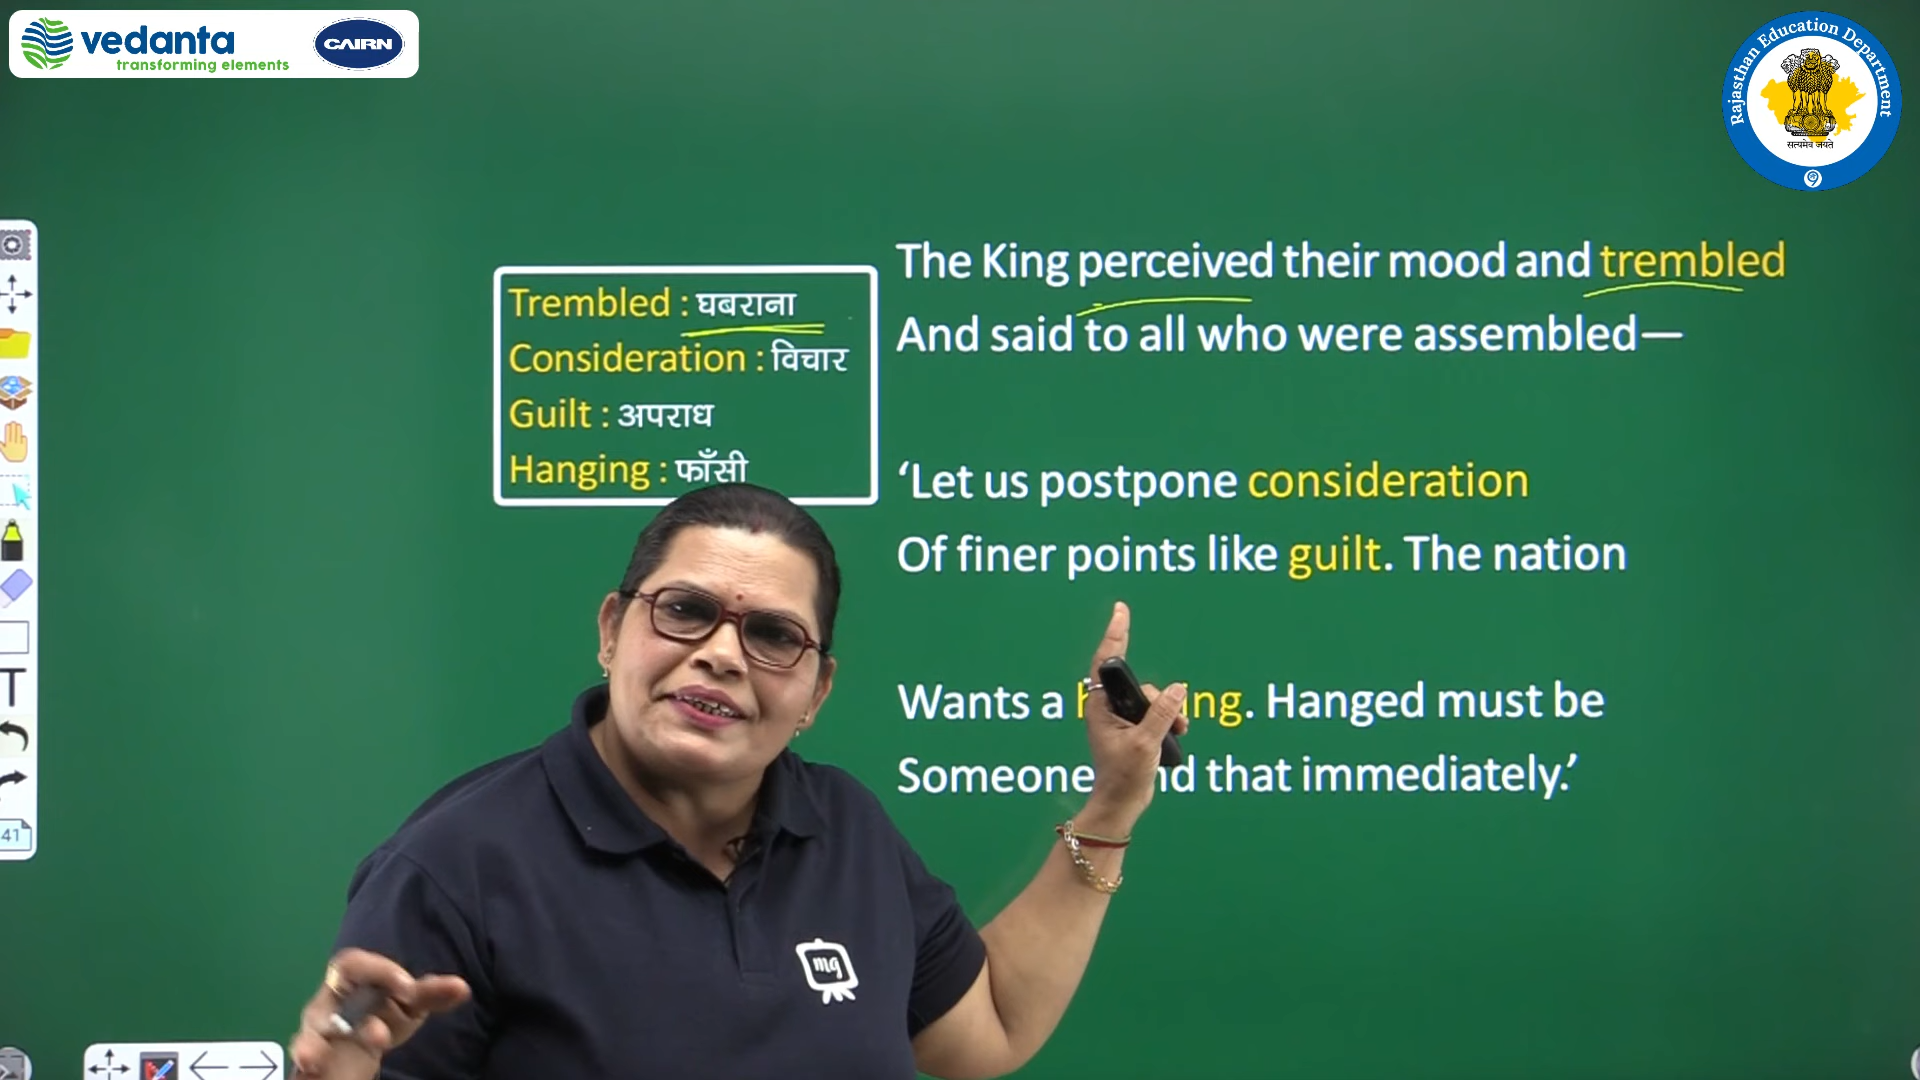 vedanta
transforming elements
CAIRN
Rajasthan Education Department
सत्यमेव जयते
The King perceived their mood and trembled
And said to all who were assembled—
‘Let us postpone consideration
Of finer points like guilt. The nation
Wants a ing. Hanged must be
Someone that immediately.’
Trembled : घबराना
Consideration : विचार
Guilt : अपराध
Hanging : फाँसी
T
41
mg